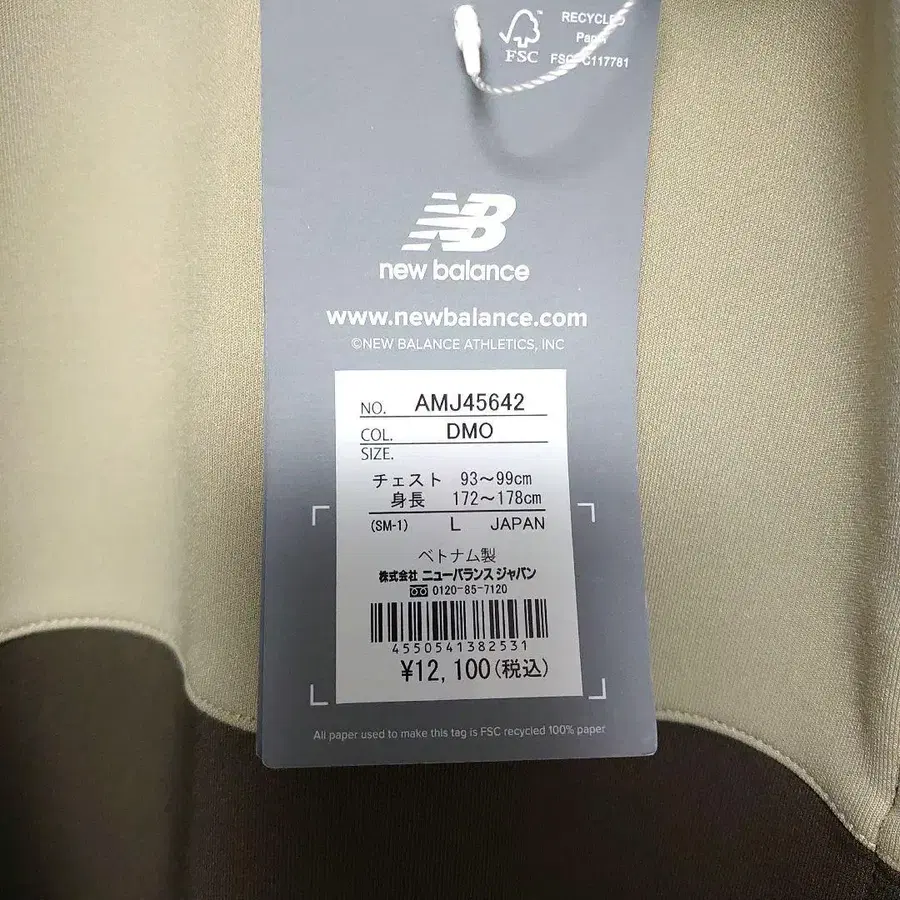 FSC
RECYCLED
Paper
FSC® C117781
NB
new balance
www.newbalance.com
©NEW BALANCE ATHLETICS, INC
NO. AMJ45642
COL. DMO
SIZE.
チェスト 93～99cm
身長 172～178cm
(SM-1) L JAPAN
ベトナム製
株式会社 ニューバランス ジャパン
0120-85-7120
4550541382531
¥12,100(税込)
All paper used to make this tag is FSC recycled 100% paper